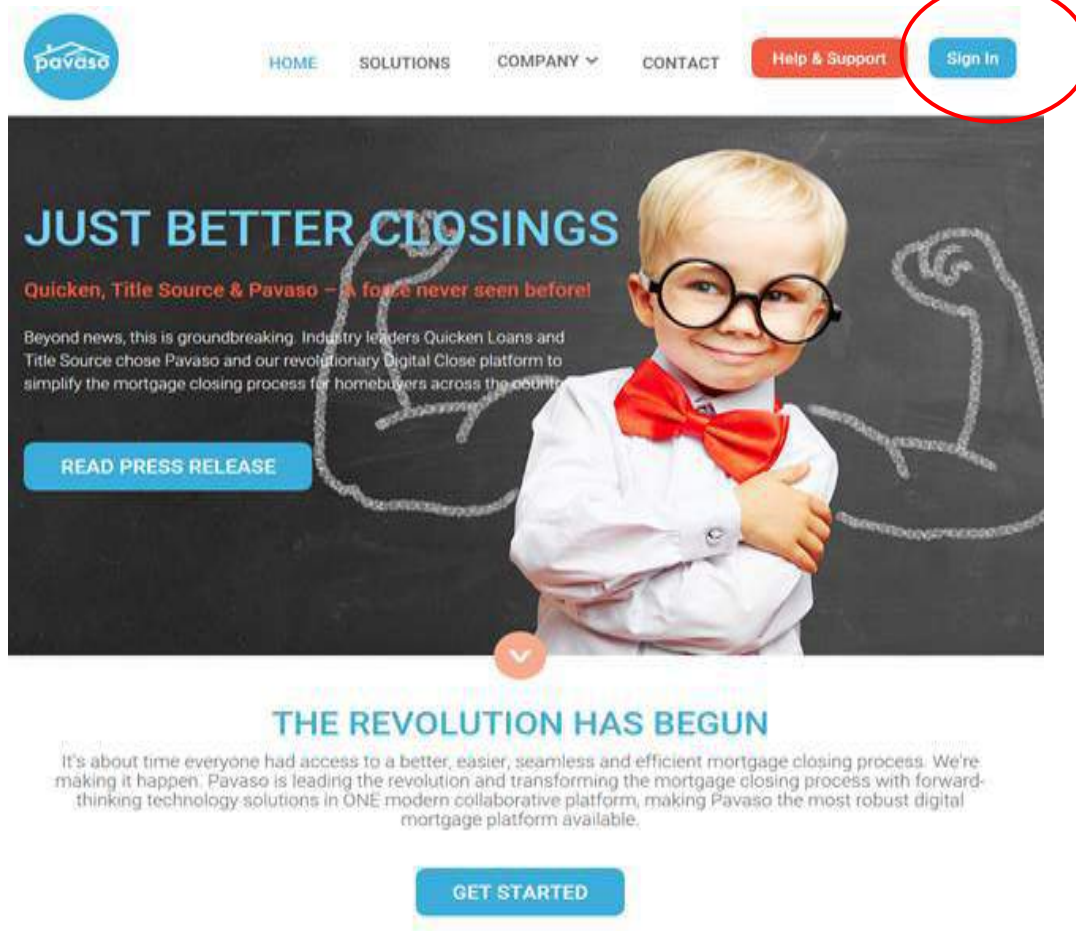 pavaso
HOME SOLUTIONS COMPANY CONTACT Help & Support Sign In
JUST BETTER CLOSINGS
Quicken, Title Source & Pavaso – A force never seen before!
Beyond news, this is groundbreaking. Industry leaders Quicken Loans and
Title Source chose Pavaso and our revolutionary Digital Close platform to
simplify the mortgage closing process for homebuyers across the
READ PRESS RELEASE
THE REVOLUTION HAS BEGUN
It's about time everyone had access to a better, easier, seamless and efficient mortgage closing process. We're
making it happen. Pavaso is leading the revolution and transforming the mortgage closing process with forward-
thinking technology solutions in ONE modern collaborative platform, making Pavaso the most robust digital
mortgage platform available.
GET STARTED